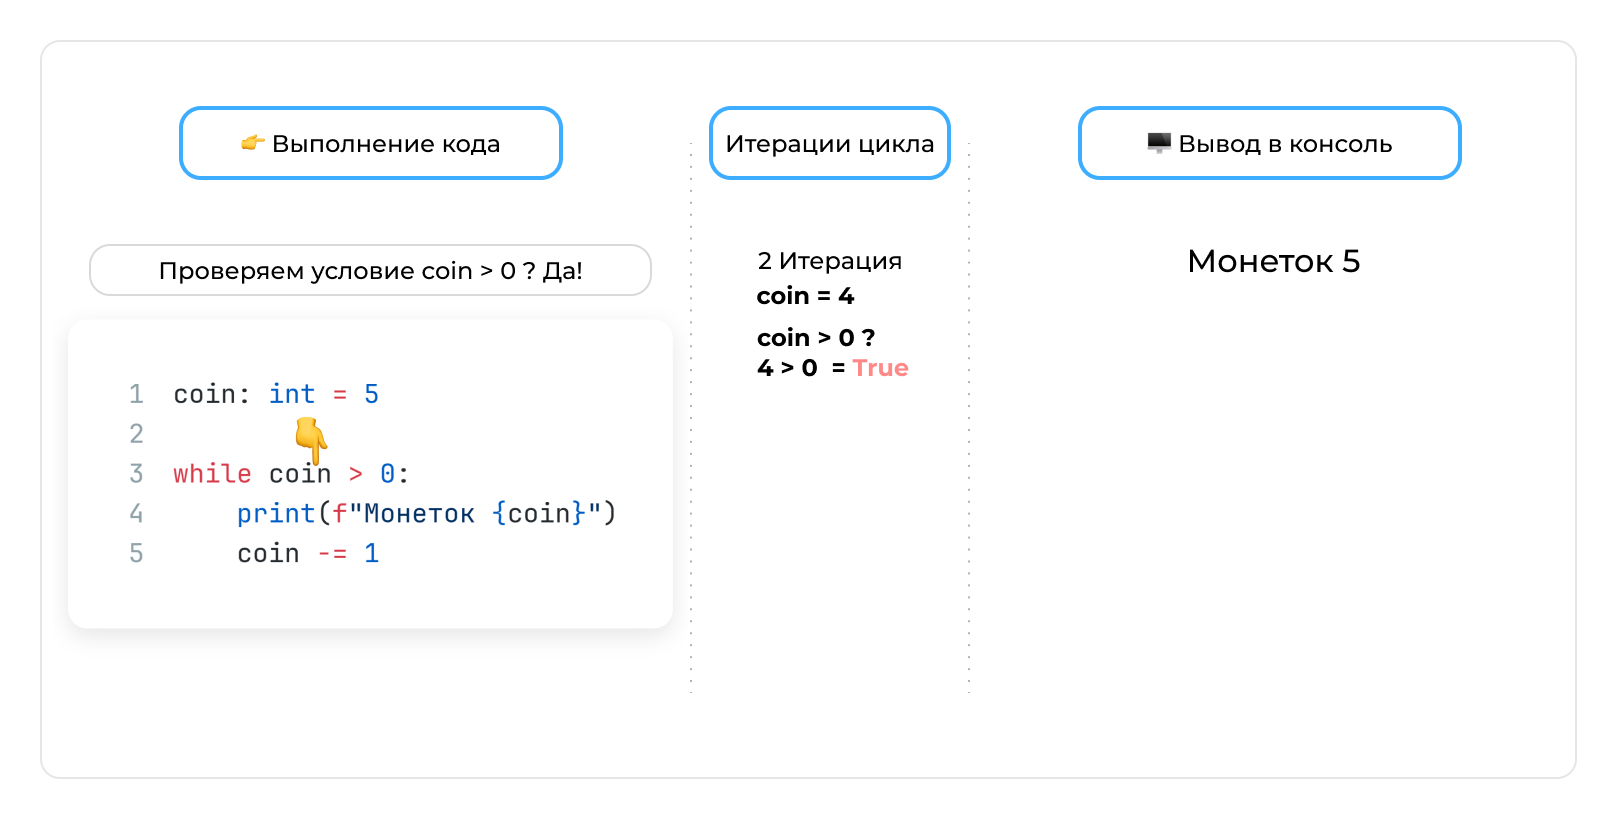 👉 Выполнение кода
Проверяем условие coin > 0 ? Да!
1 coin: int = 5
2
3 while coin > 0:
4     print(f"Монеток {coin}")
5     coin -= 1
Итерации цикла
2 Итерация
coin = 4
coin > 0 ?
4 > 0 = True
🖥 Вывод в консоль
Монеток 5